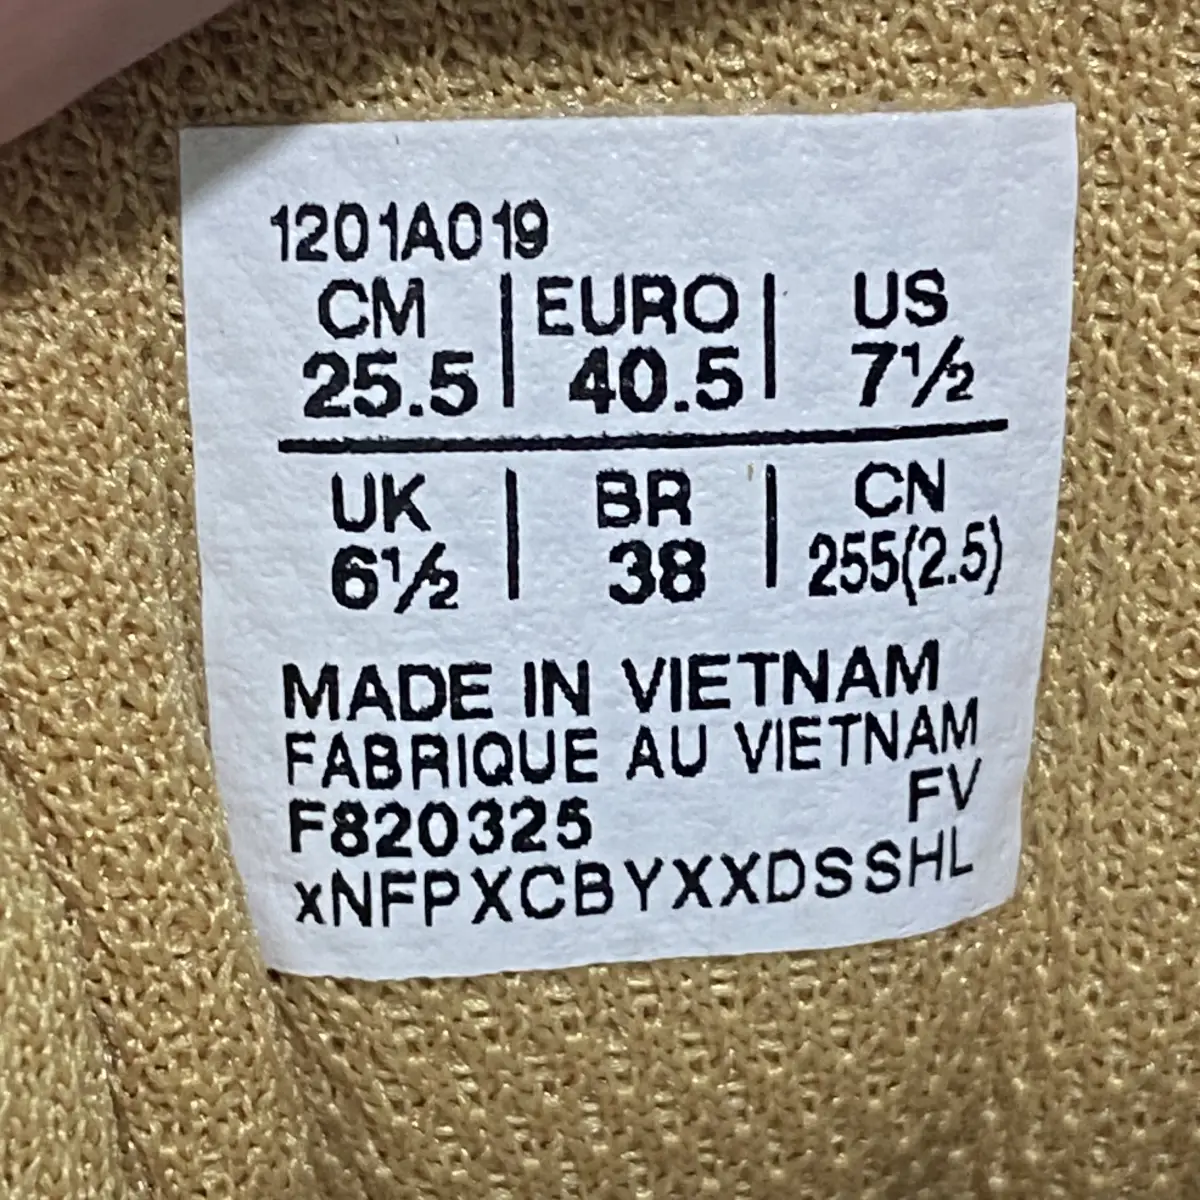 1201A019
CM | EURO | US
25.5 | 40.5 | 7½
UK | BR | CN
6½ | 38 | 255(2.5)
MADE IN VIETNAM
FABRIQUE AU VIETNAM
F820325 FV
xNFPXCBYXXDSSHL